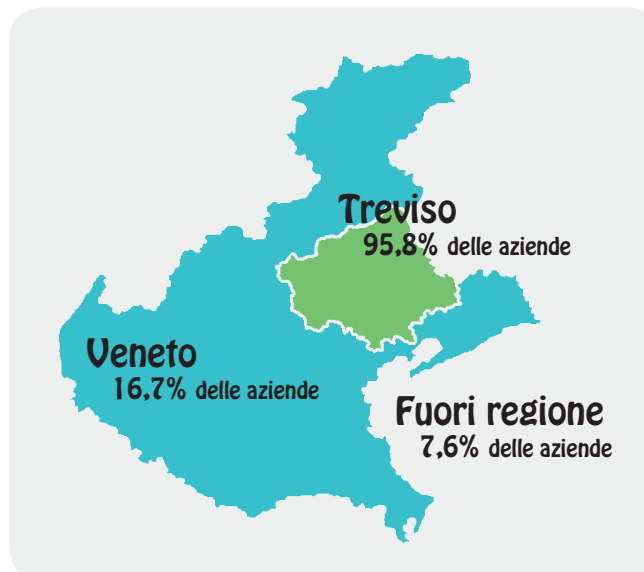 Treviso
95,8% delle aziende
Veneto
16,7% delle aziende
Fuori regione
7,6% delle aziende